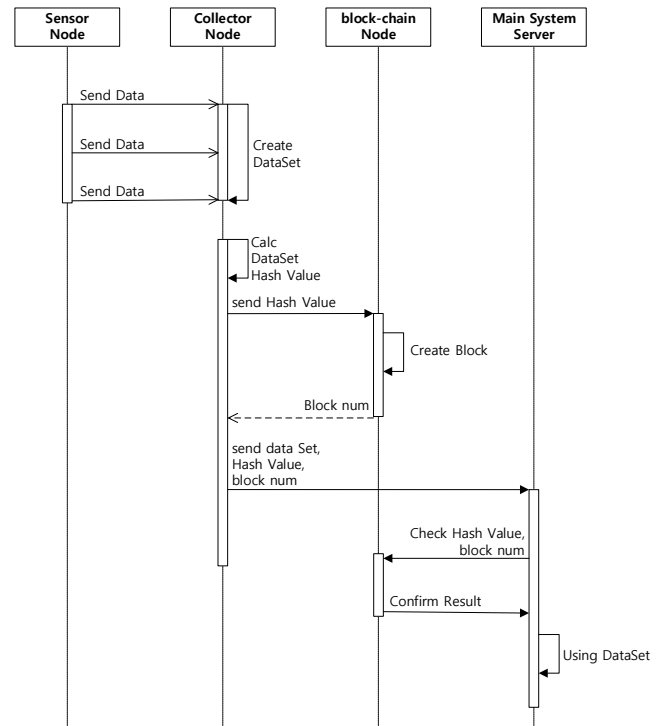 Sensor
Node
Collector
Node
block-chain
Node
Main System
Server
Send Data
Send Data
Create
DataSet
Send Data
Calc
DataSet
Hash Value
send Hash Value
Create Block
Block num
send data Set,
Hash Value,
block num
Check Hash Value,
block num
Confirm Result
Using DataSet